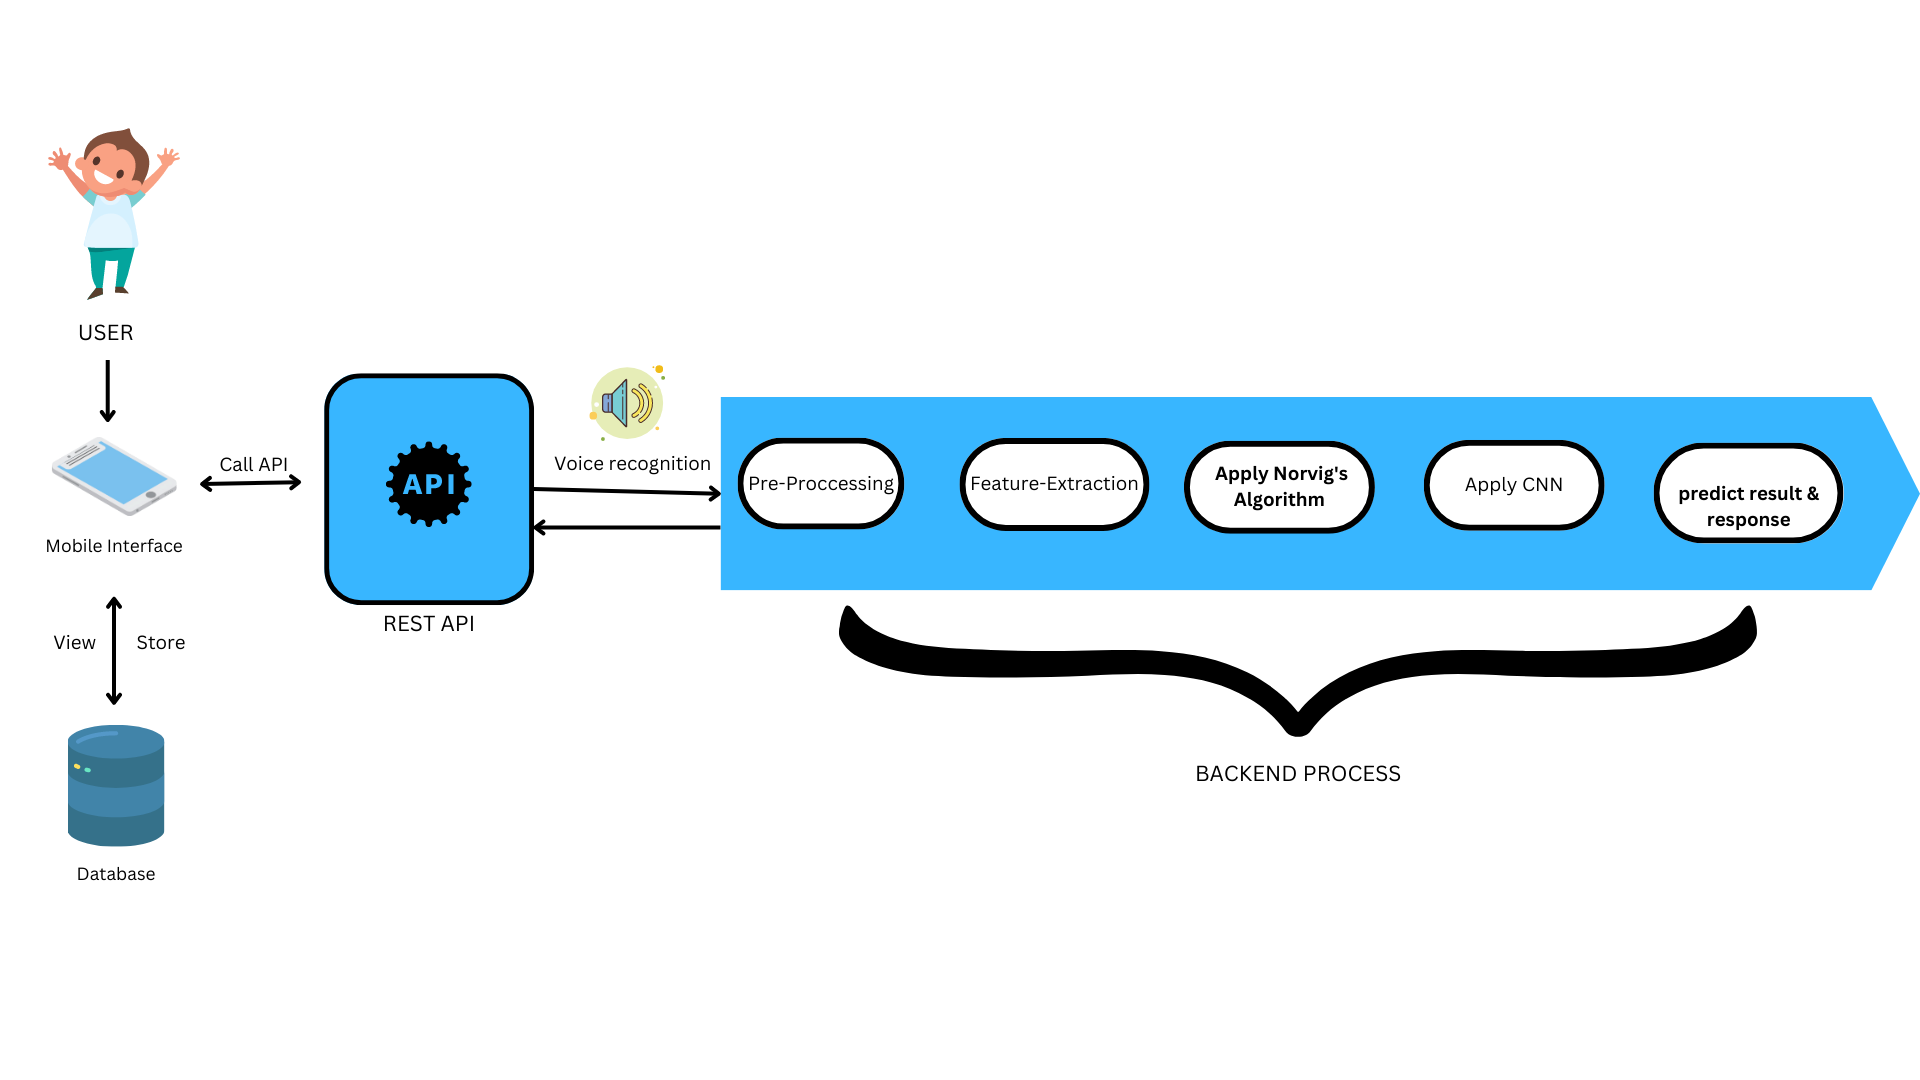 USER
Mobile Interface
View
Store
Database
Call API
API
REST API
Voice recognition
Pre-Proccessing
Feature-Extraction
Apply Norvig's
Algorithm
Apply CNN
predict result &
response
BACKEND PROCESS